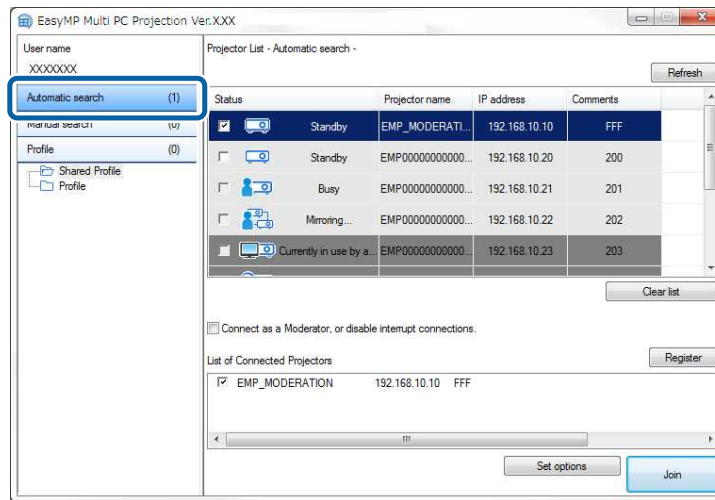 EasyMP Multi PC Projection Ver.X.XX
User name
XXXXXXX
Automatic search (1)
Manual search (0)
Profile (0)
Shared Profile
Profile
Projector List - Automatic search -
Refresh
Status Projector name IP address Comments
Standby EMP_MODERATI... 192.168.10.10 FFF
Standby EMP00000000000... 192.168.10.20 200
Busy EMP00000000000... 192.168.10.21 201
Mirroring... EMP00000000000... 192.168.10.22 202
Currently in use by a... EMP00000000000... 192.168.10.23 203
Clear list
Connect as a Moderator, or disable interrupt connections.
List of Connected Projectors
Register
EMP_MODERATION 192.168.10.10 FFF
Set options
Join